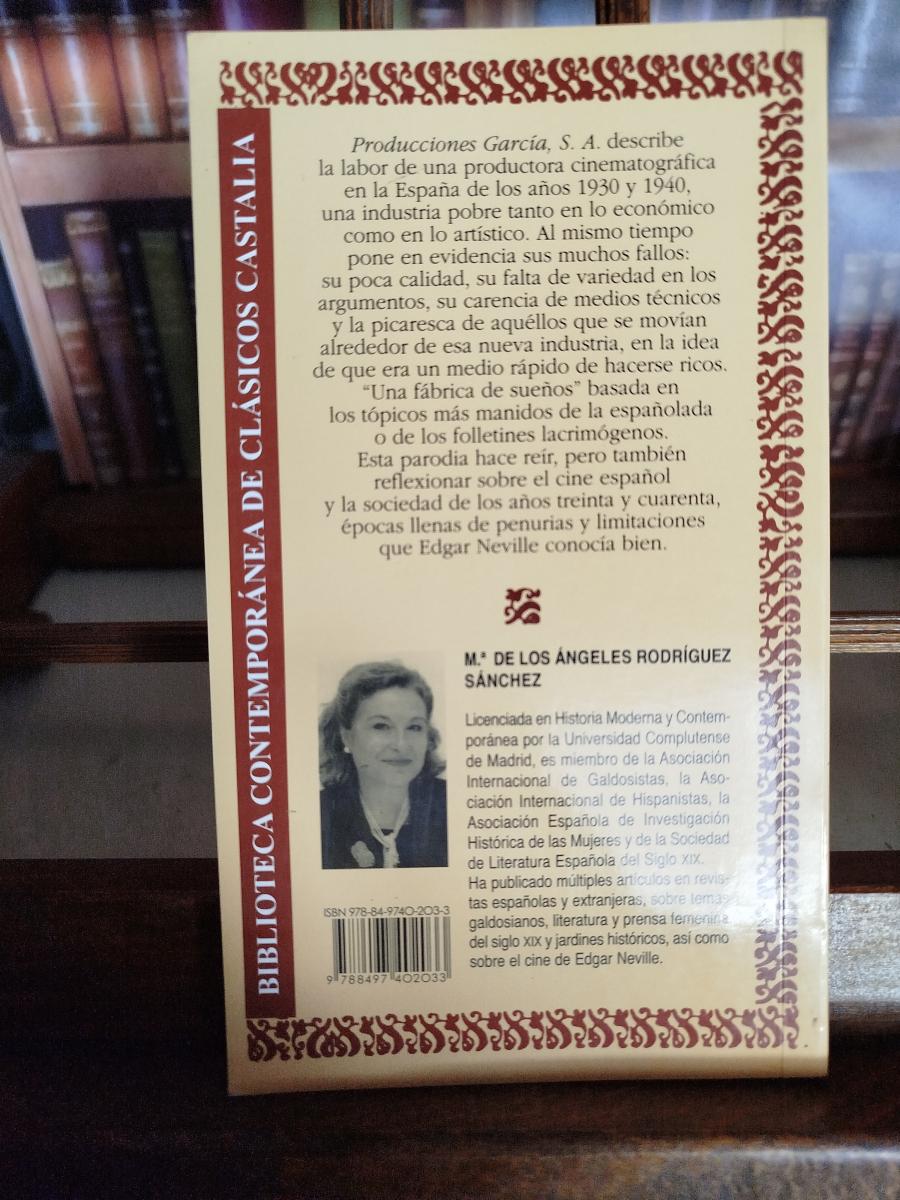 BIBLIOTECA CONTEMPORÁNEA DE CLÁSICOS CASTALIA
Producciones García, S. A. describe
la labor de una productora cinematográfica
en la España de los años 1930 y 1940,
una industria pobre tanto en lo económico
como en lo artístico. Al mismo tiempo
pone en evidencia sus muchos fallos:
su poca calidad, su falta de variedad en los
argumentos, su carencia de medios técnicos
y la picaresca de aquéllos que se movían
alrededor de esa nueva industria, en la idea
de que era un medio rápido de hacerse ricos.
“Una fábrica de sueños” basada en
los tópicos más manidos de la españolada
o de los folletines lacrimógenos.
Esta parodia hace reír, pero también
reflexionar sobre el cine español
y la sociedad de los años treinta y cuarenta,
épocas llenas de penurias y limitaciones
que Edgar Neville conocía bien.
M.ª DE LOS ÁNGELES RODRÍGUEZ
SÁNCHEZ
Licenciada en Historia Moderna y Contem-
poránea por la Universidad Complutense
de Madrid, es miembro de la Asociación
Internacional de Galdosistas, la Aso-
ciación Internacional de Hispanistas, la
Asociación Española de Investigación
Histórica de las Mujeres y de la Sociedad
de Literatura Española del Siglo XIX.
Ha publicado múltiples artículos en revis-
tas españolas y extranjeras, sobre temas
galdosianos, literatura y prensa femenina
del siglo XIX y jardines históricos, así como
sobre el cine de Edgar Neville.
ISBN 978-84-9740-203-3
9 788497 402033